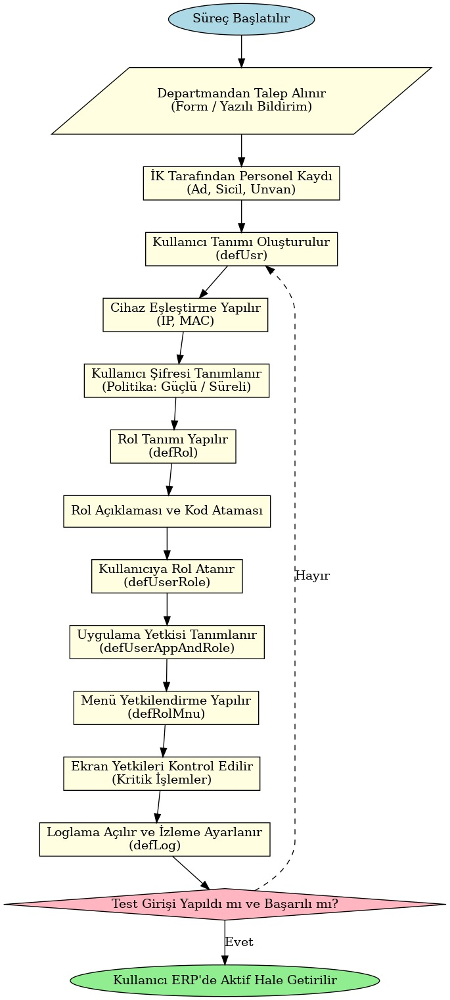 Süreç Başlatılır
Departmandan Talep Alınır
(Form / Yazılı Bildirim)
İK Tarafından Personel Kaydı
(Ad, Sicil, Unvan)
Kullanıcı Tanımı Oluşturulur
(defUsr)
Cihaz Eşleştirme Yapılır
(IP, MAC)
Kullanıcı Şifresi Tanımlanır
(Politika: Güçlü / Süreli)
Rol Tanımı Yapılır
(defRol)
Rol Açıklaması ve Kod Ataması
Kullanıcıya Rol Atanır
(defUserRole)
Hayır
Uygulama Yetkisi Tanımlanır
(defUserAppAndRole)
Menü Yetkilendirme Yapılır
(defRolMnu)
Ekran Yetkileri Kontrol Edilir
(Kritik İşlemler)
Loglama Açılır ve İzleme Ayarlanır
(defLog)
Test Girişi Yapıldı mı ve Başarılı mı?
Evet
Kullanıcı ERP'de Aktif Hale Getirilir